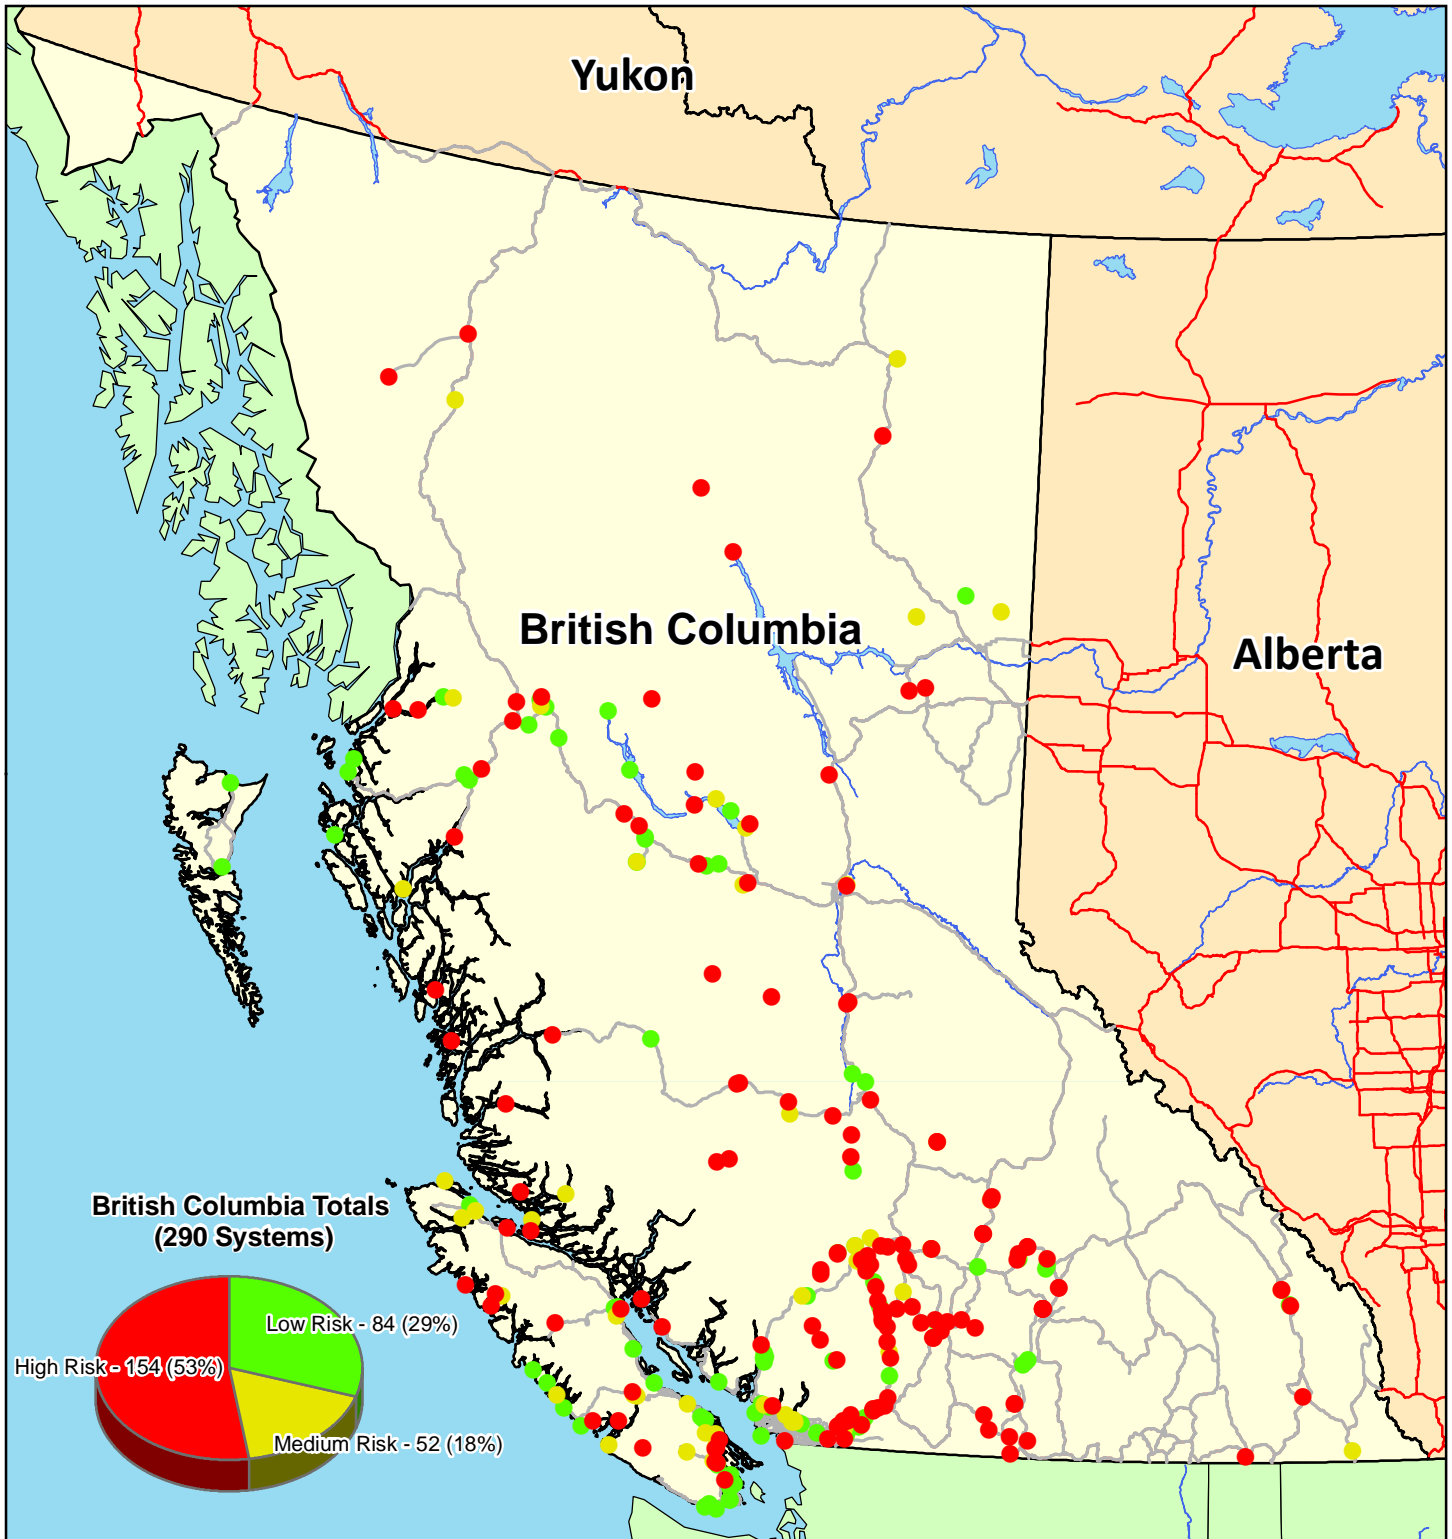 Yukon
British Columbia
Alberta
British Columbia Totals
(290 Systems)
Low Risk - 84 (29%)
High Risk - 154 (53%)
Medium Risk - 52 (18%)